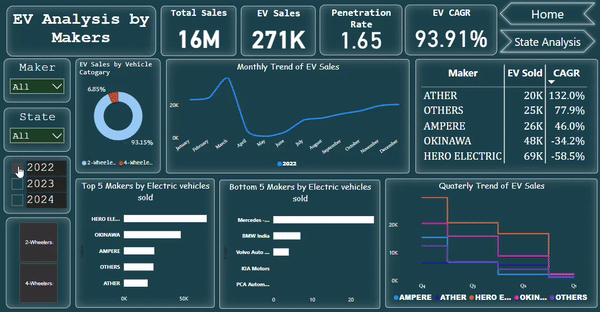 EV Analysis by
Makers
Total Sales
16M
EV Sales
271K
Penetration
Rate
1.65
EV CAGR
93.91%
Home
State Analysis
Maker
All
State
All
2022
2023
2024
2-Wheelers
4-Wheelers
EV Sales by Vehicle
Catogary
6.85%
93.15%
2-Wheele...
4-Wheele...
Monthly Trend of EV Sales
20K
0K
January
February
March
April
May
June
July
August
September
October
November
December
2022
Maker EV Sold CAGR
ATHER 20K 132.0%
OTHERS 25K 77.9%
AMPERE 26K 46.0%
OKINAWA 48K -34.2%
HERO ELECTRIC 69K -58.5%
Top 5 Makers by Electric vehicles
sold
HERO ELE...
OKINAWA
AMPERE
OTHERS
ATHER
0K 50K
Bottom 5 Makers by Electric vehicles
sold
Mercedes -...
BMW India
Volvo Auto ...
KIA Motors
PCA Autom...
0 10 20
Quaterly Trend of EV Sales
20K
10K
0K
Q4 Q1 Q2 Q3
AMPERE ATHER HERO E... OKIN... OTHERS